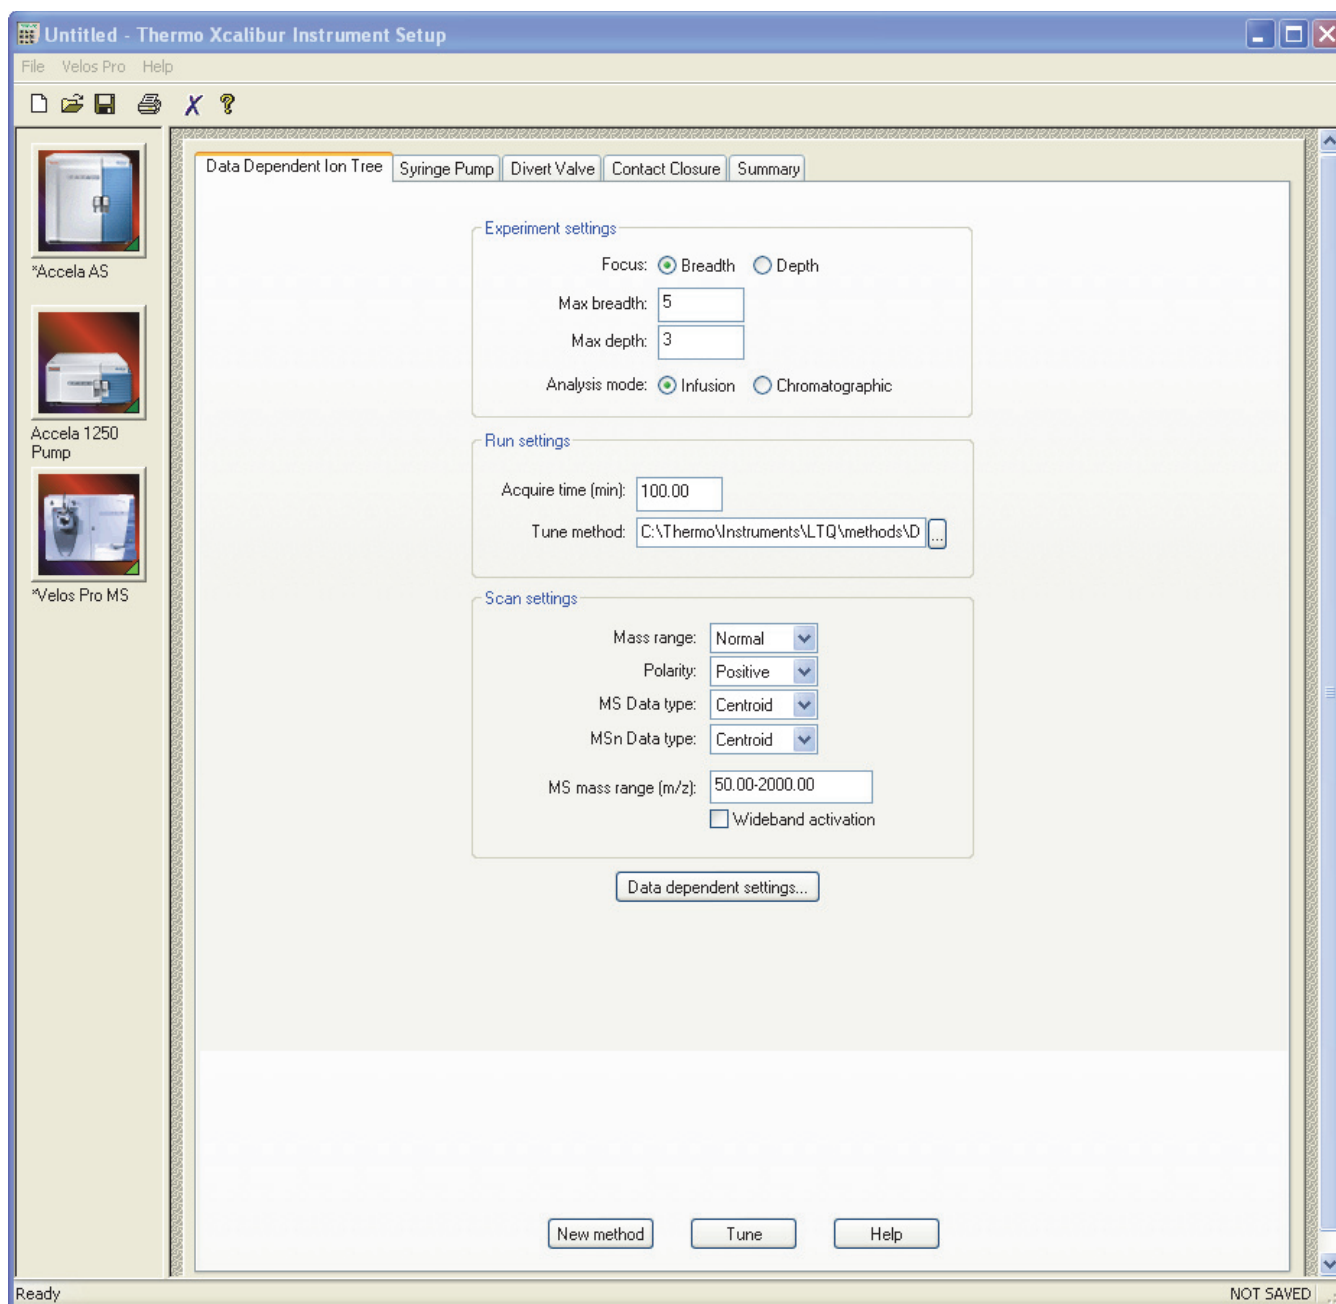 Untitled - Thermo Xcalibur Instrument Setup
File Velos Pro Help
Data Dependent Ion Tree Syringe Pump Divert Valve Contact Closure Summary
*Accela AS
Accela 1250
Pump
*Velos Pro MS
Experiment settings
Focus: Breadth Depth
Max breadth: 5
Max depth: 3
Analysis mode: Infusion Chromatographic
Run settings
Acquire time (min): 100.00
Tune method: C:\Thermo\Instruments\LTQ\methods\D ...
Scan settings
Mass range: Normal
Polarity: Positive
MS Data type: Centroid
MSn Data type: Centroid
MS mass range (m/z): 50.00-2000.00
Wideband activation
Data dependent settings...
New method Tune Help
Ready NOT SAVED